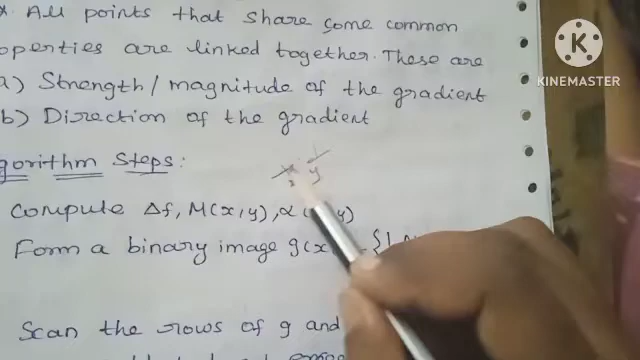 All points that share some common
operties are linked together. These are
a) Strength/magnitude of the gradient
b) Direction of the gradient
KINEMASTER
gorithm Steps:
x y
Compute Δf, M(x,y), α( y)
Form a binary image g(x
Scan the rows of g and